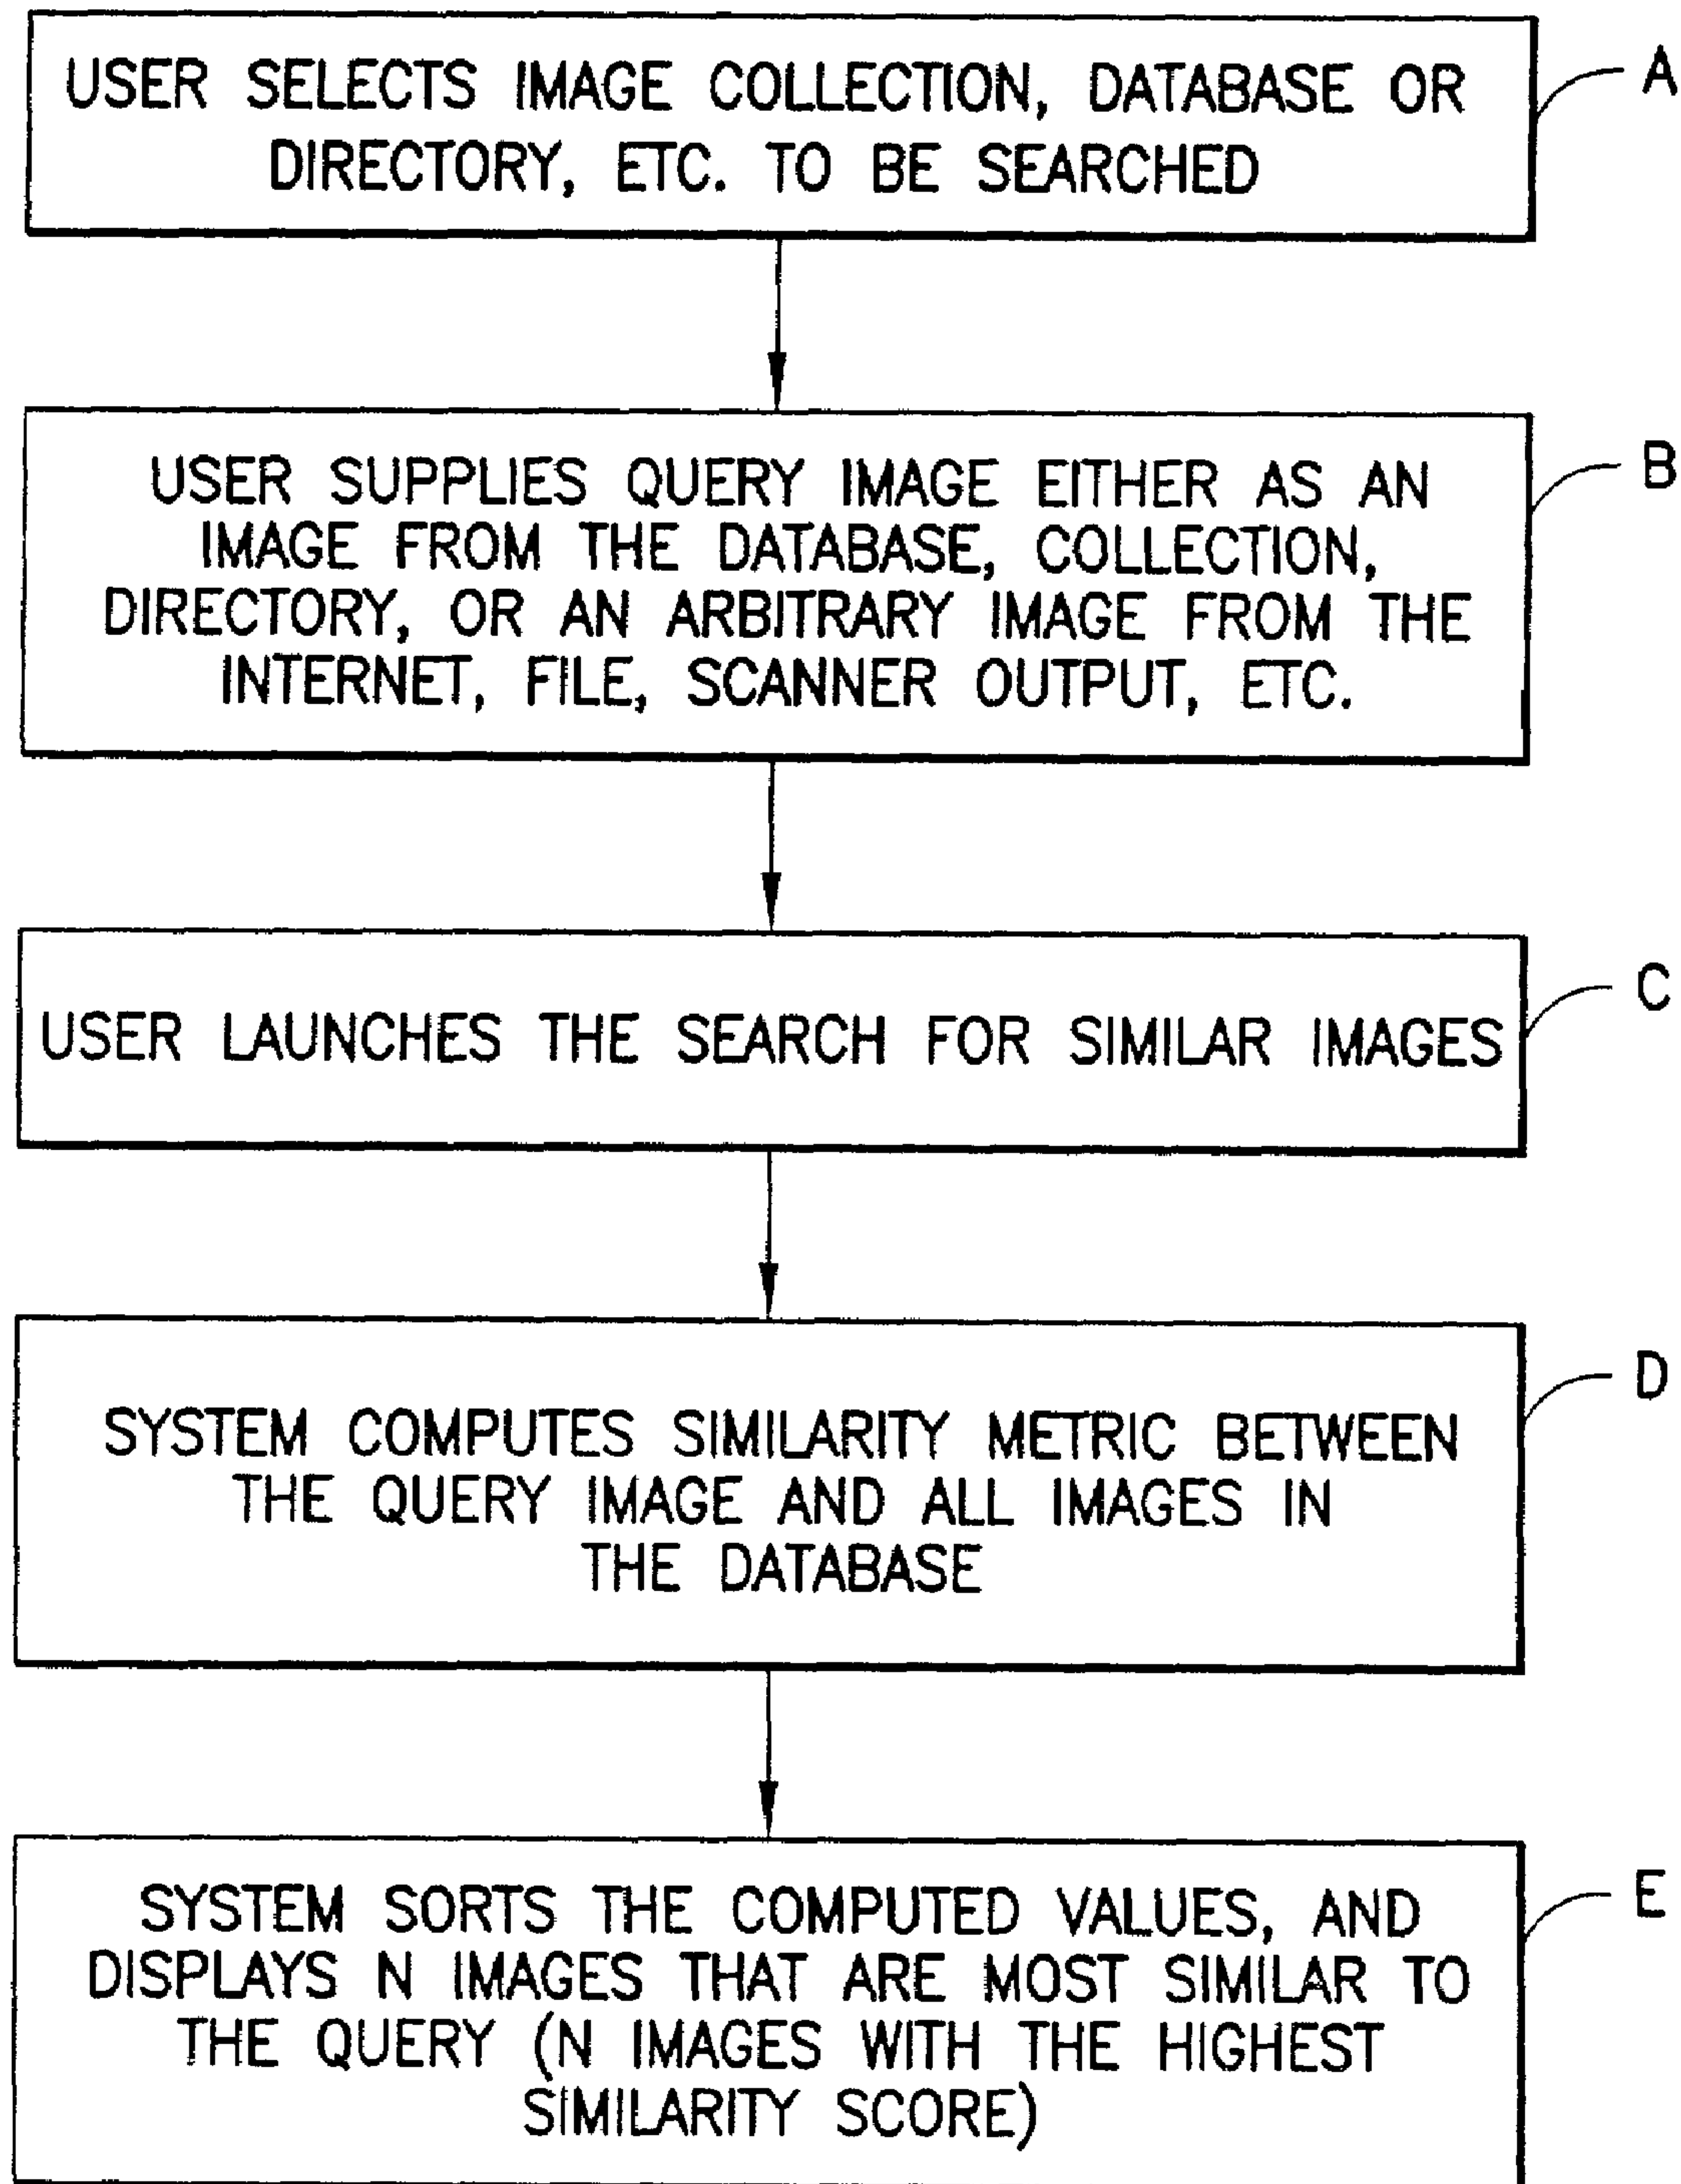 USER SELECTS IMAGE COLLECTION, DATABASE OR
DIRECTORY, ETC. TO BE SEARCHED
A
USER SUPPLIES QUERY IMAGE EITHER AS AN
IMAGE FROM THE DATABASE, COLLECTION,
DIRECTORY, OR AN ARBITRARY IMAGE FROM THE
INTERNET, FILE, SCANNER OUTPUT, ETC.
B
USER LAUNCHES THE SEARCH FOR SIMILAR IMAGES
C
SYSTEM COMPUTES SIMILARITY METRIC BETWEEN
THE QUERY IMAGE AND ALL IMAGES IN
THE DATABASE
D
SYSTEM SORTS THE COMPUTED VALUES, AND
DISPLAYS N IMAGES THAT ARE MOST SIMILAR TO
THE QUERY (N IMAGES WITH THE HIGHEST
SIMILARITY SCORE)
E